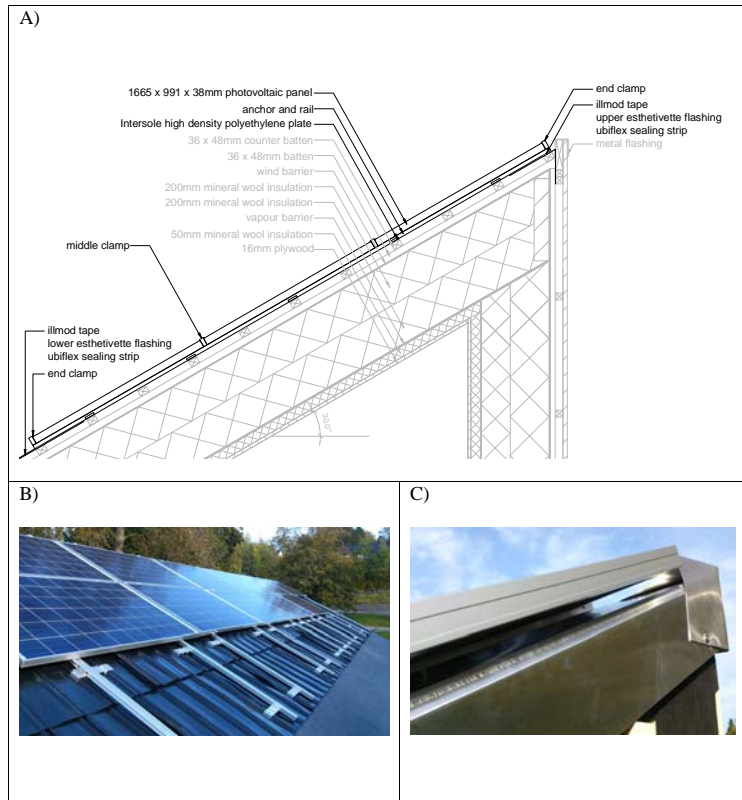 A)
1665 x 991 x 38mm photovoltaic panel
anchor and rail
Intersole high density polyethylene plate
36 x 48mm counter batten
36 x 48mm batten
wind barrier
200mm mineral wool insulation
200mm mineral wool insulation
vapour barrier
50mm mineral wool insulation
16mm plywood
end clamp
illmod tape
upper esthetivette flashing
ubiflex sealing strip
metal flashing
middle clamp
illmod tape
lower esthetivette flashing
ubiflex sealing strip
end clamp
30.0°
B)
C)